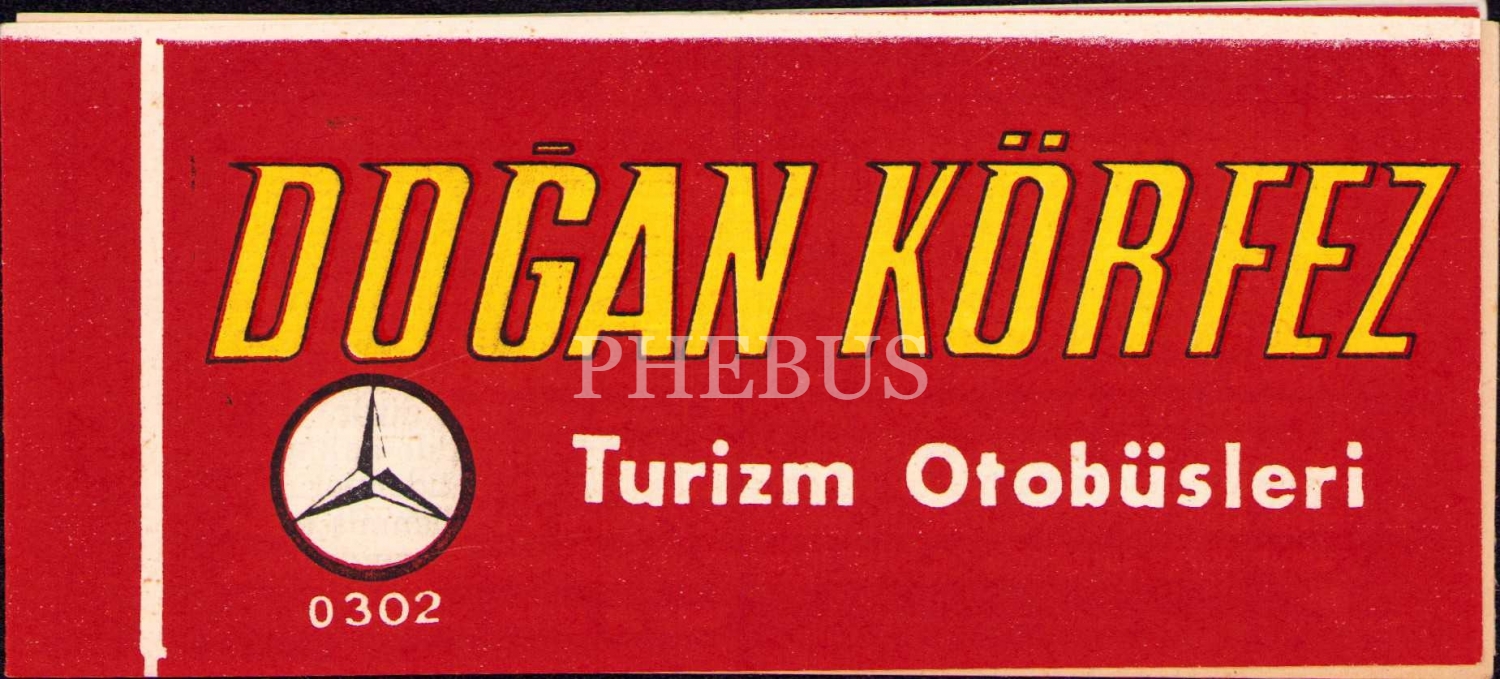 DOĞAN KÖRFEZ
PHEBUS
Turizm Otobüsleri
0302